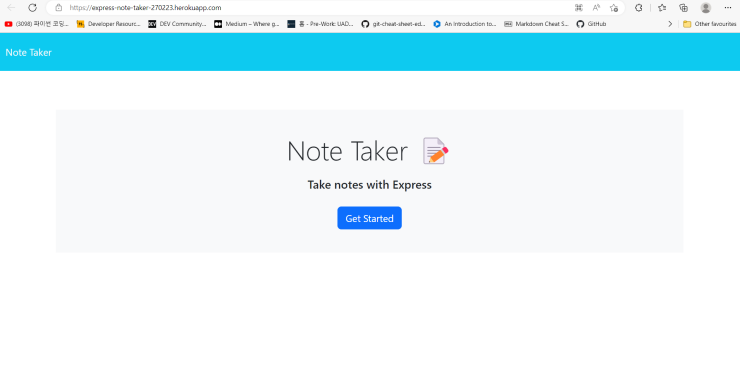 https://express-note-taker-270223.herokuapp.com
(3098) 파이썬 코딩... Developer Resourc... DEV Community... Medium – Where g... 홈 - Pre-Work: UAD... git-cheat-sheet-ed... An Introduction to... Markdown Cheat S... GitHub Other favourites
Note Taker
Note Taker
Take notes with Express
Get Started